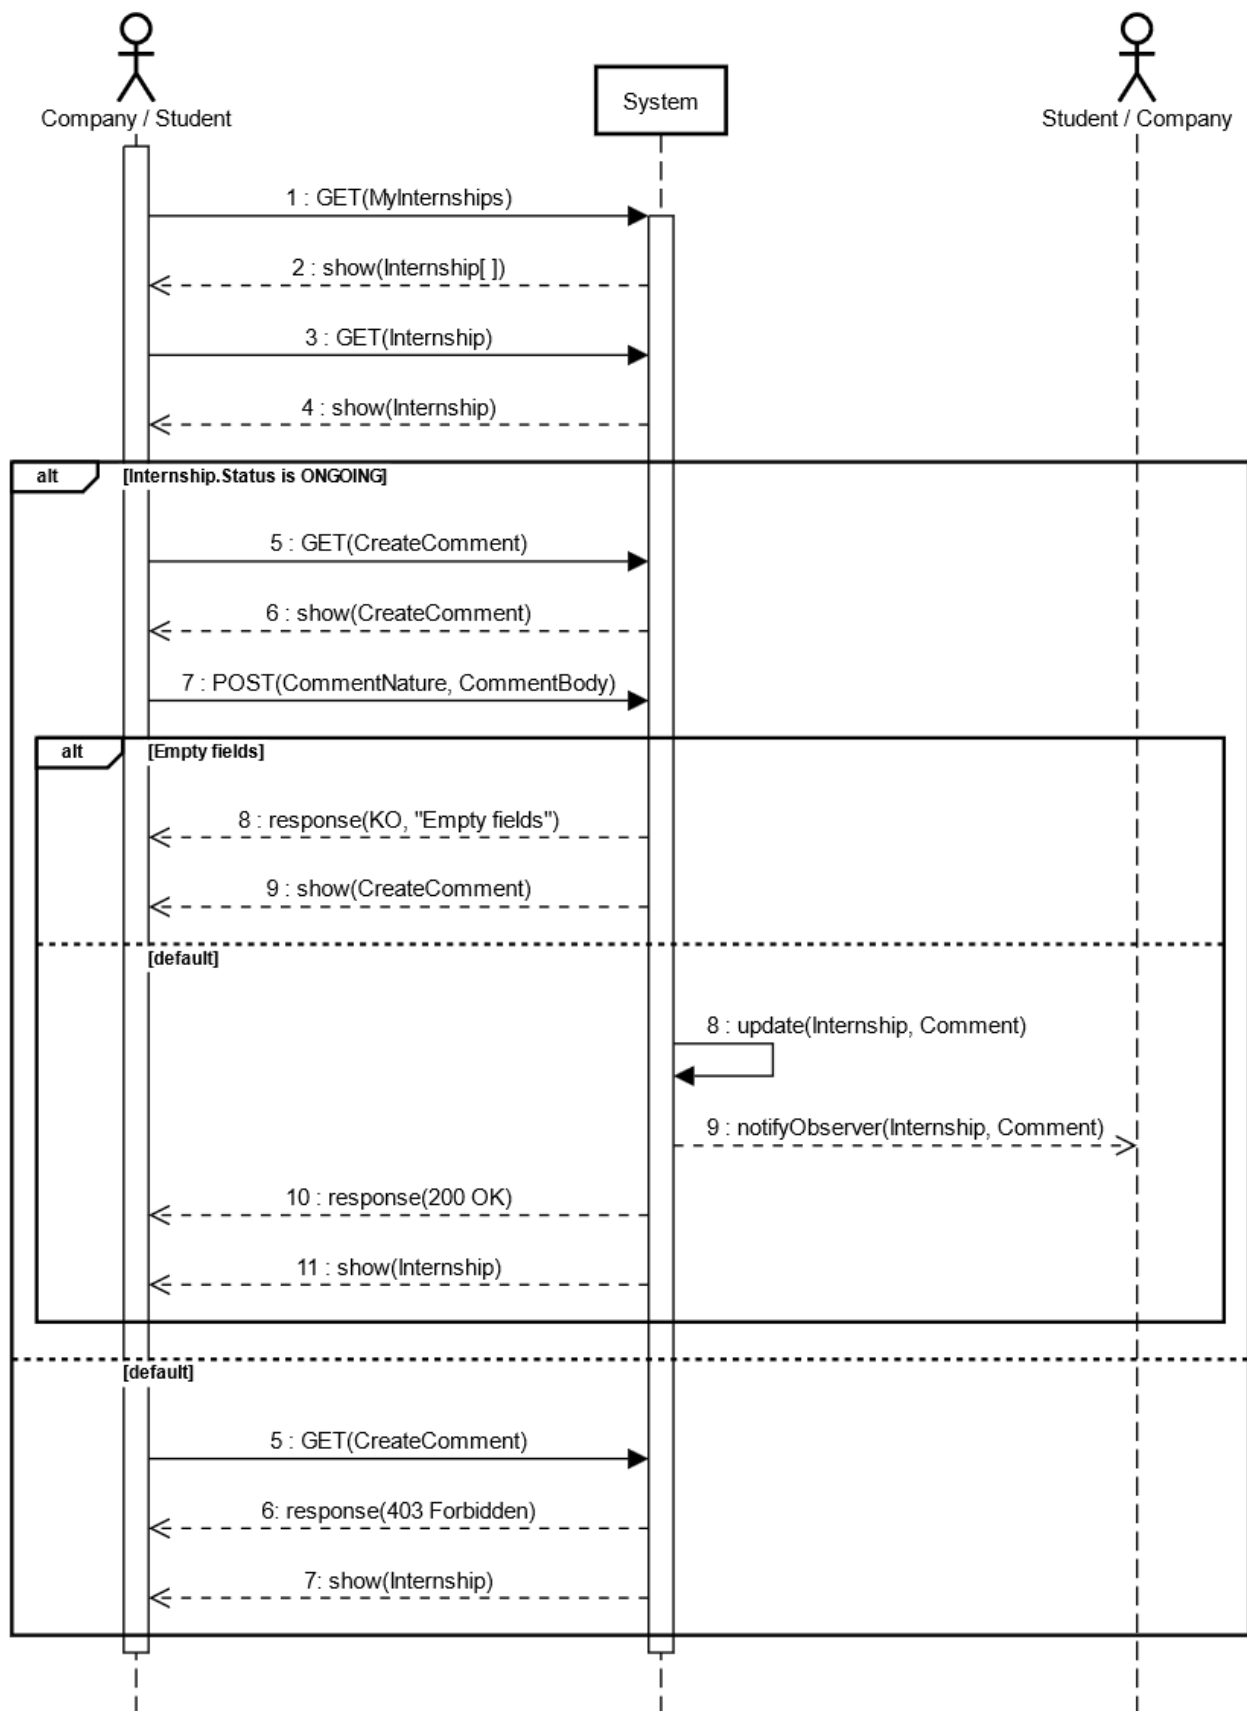 Company / Student
System
Student / Company
1 : GET(MyInternships)
2 : show(Internship[ ])
3 : GET(Internship)
4 : show(Internship)
alt [Internship.Status is ONGOING]
5 : GET(CreateComment)
6 : show(CreateComment)
7 : POST(CommentNature, CommentBody)
alt [Empty fields]
8 : response(KO, "Empty fields")
9 : show(CreateComment)
[default]
8 : update(Internship, Comment)
9 : notifyObserver(Internship, Comment)
10 : response(200 OK)
11 : show(Internship)
[default]
5 : GET(CreateComment)
6: response(403 Forbidden)
7: show(Internship)